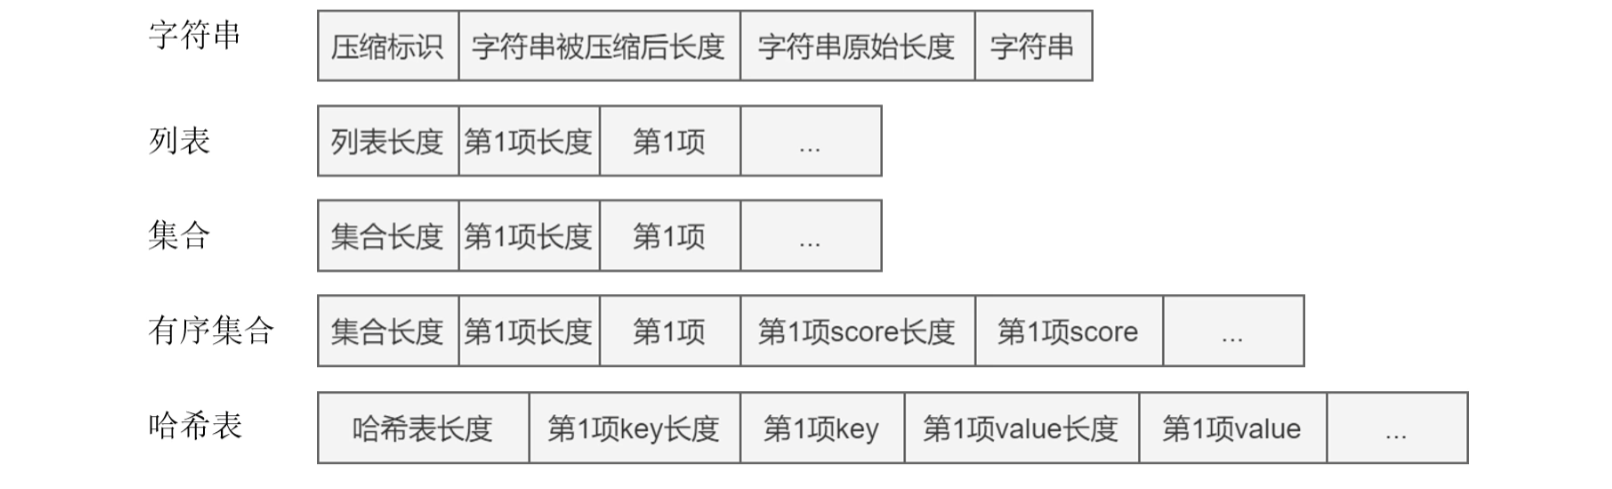 字符串 压缩标识 字符串被压缩后长度 字符串原始长度 字符串
列表 列表长度 第1项长度 第1项 ...
集合 集合长度 第1项长度 第1项 ...
有序集合 集合长度 第1项长度 第1项 第1项score长度 第1项score ...
哈希表 哈希表长度 第1项key长度 第1项key 第1项value长度 第1项value ...